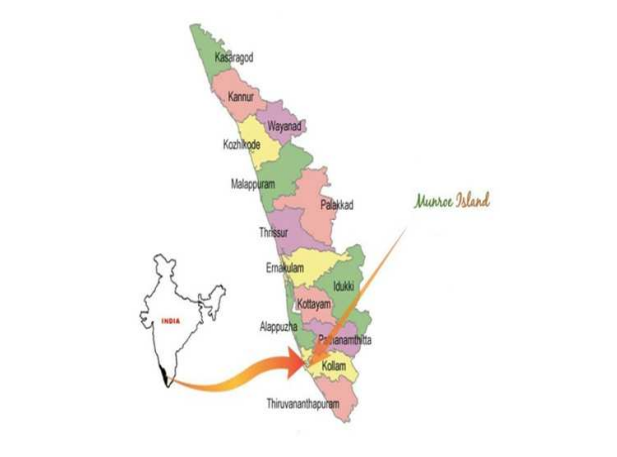 Kasaragod
Kannur
Wayanad
Kozhikode
Malappuram
Palakkad
Munroe Island
Thrissur
Ernakulam
Idukki
Kottayam
INDIA
Alappuzha
Pathanamthitta
Kollam
Thiruvananthapuram